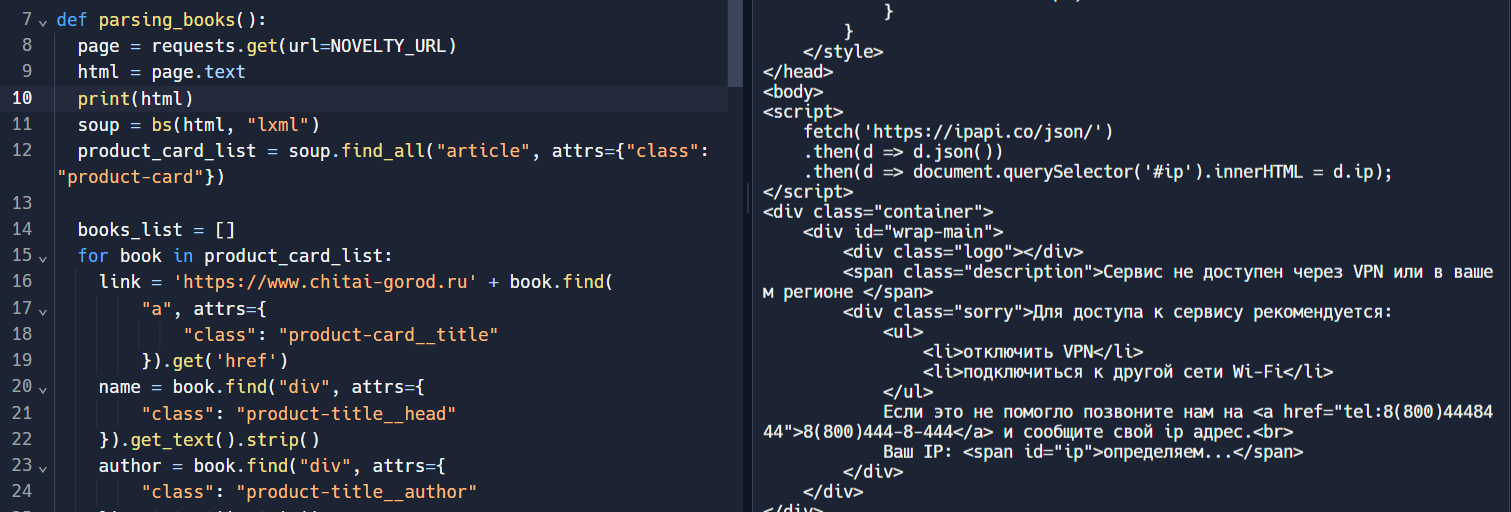 7 def parsing_books():
8 page = requests.get(url=NOVELTY_URL)
9 html = page.text
10 print(html)
11 soup = bs(html, "lxml")
12 product_card_list = soup.find_all("article", attrs={"class":
"product-card"})
13
14 books_list = []
15 for book in product_card_list:
16 link = 'https://www.chitai-gorod.ru' + book.find(
17 "a", attrs={
18 "class": "product-card__title"
19 }).get('href')
20 name = book.find("div", attrs={
21 "class": "product-title__head"
22 }).get_text().strip()
23 author = book.find("div", attrs={
24 "class": "product-title__author"
}
}
</style>
</head>
<body>
<script>
fetch('https://ipapi.co/json/')
.then(d => d.json())
.then(d => document.querySelector('#ip').innerHTML = d.ip);
</script>
<div class="container">
<div id="wrap-main">
<div class="logo"></div>
<span class="description">Сервис не доступен через VPN или в ваше
м регионе </span>
<div class="sorry">Для доступа к сервису рекомендуется:
<ul>
<li>отключить VPN</li>
<li>подключиться к другой сети Wi-Fi</li>
</ul>
Если это не помогло позвоните нам на <a href="tel:8(800)44484
44">8(800)444-8-444</a> и сообщите свой ip адрес.<br>
Ваш IP: <span id="ip">определяем...</span>
</div>
</div>
</div>